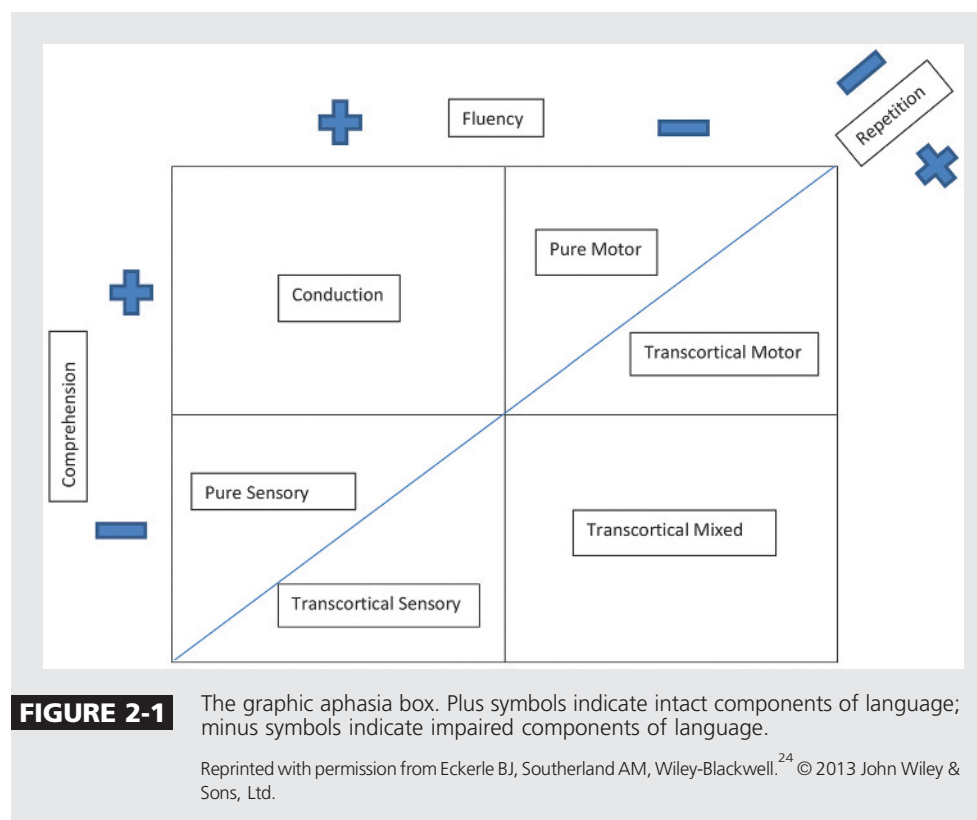 Fluency
Repetition
Pure Motor
Conduction
Transcortical Motor
Comprehension
Pure Sensory
Transcortical Mixed
Transcortical Sensory
FIGURE 2-1
The graphic aphasia box. Plus symbols indicate intact components of language;
minus symbols indicate impaired components of language.
Reprinted with permission from Eckerle BJ, Southerland AM, Wiley-Blackwell.24 © 2013 John Wiley &
Sons, Ltd.